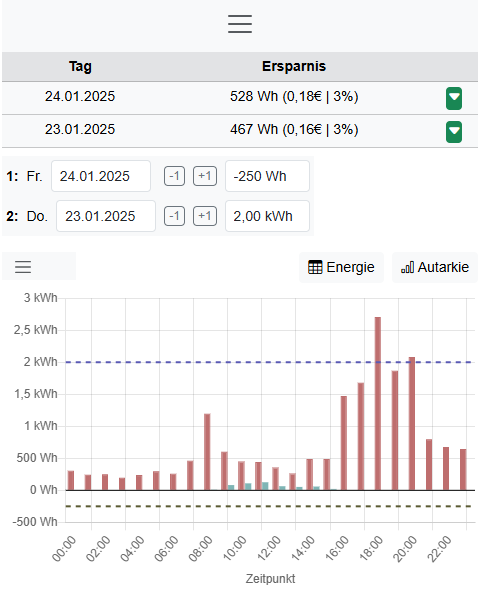 Tag Ersparnis
24.01.2025 528 Wh (0,18€ | 3%)
23.01.2025 467 Wh (0,16€ | 3%)
1: Fr. 24.01.2025 -1 +1 -250 Wh
2: Do. 23.01.2025 -1 +1 2,00 kWh
Energie Autarkie
3 kWh
2,5 kWh
2 kWh
1,5 kWh
1 kWh
500 Wh
0 Wh
-500 Wh
00:00 02:00 04:00 06:00 08:00 10:00 12:00 14:00 16:00 18:00 20:00 22:00
Zeitpunkt